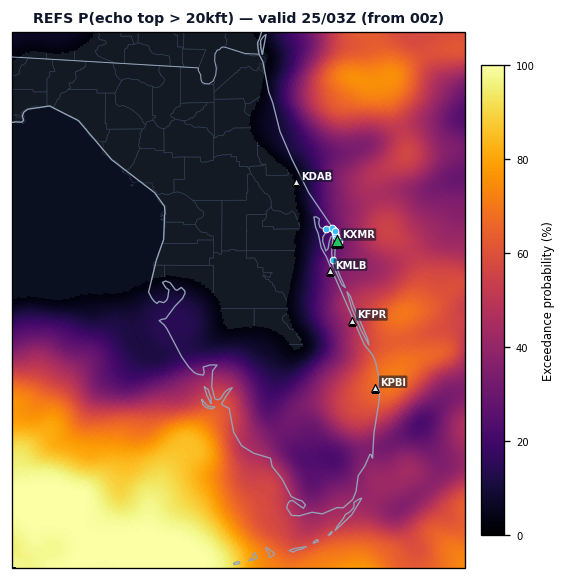 REFS P(echo top > 20kft) — valid 25/03Z (from 00z)
KDAB
KXMR
KMLB
KFPR
KPBI
100
80
60
40
20
0
Exceedance probability (%)